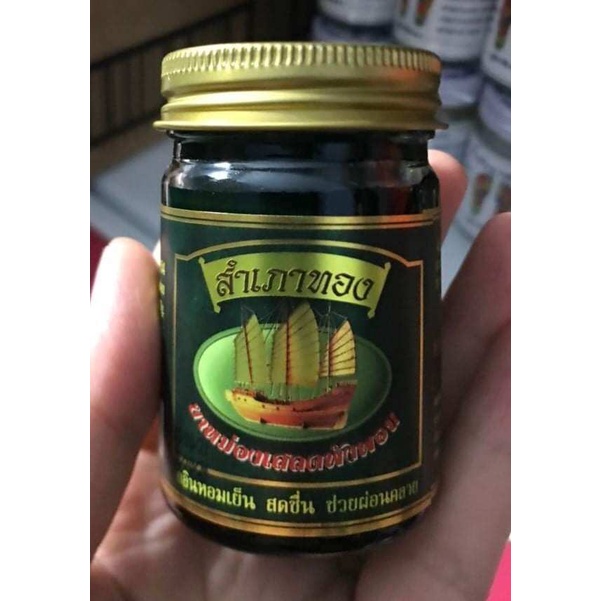 สำเภาทอง
ยาหม่องเสลดพังพอน
กลิ่นหอมเย็น สดชื่น ช่วยผ่อนคลาย